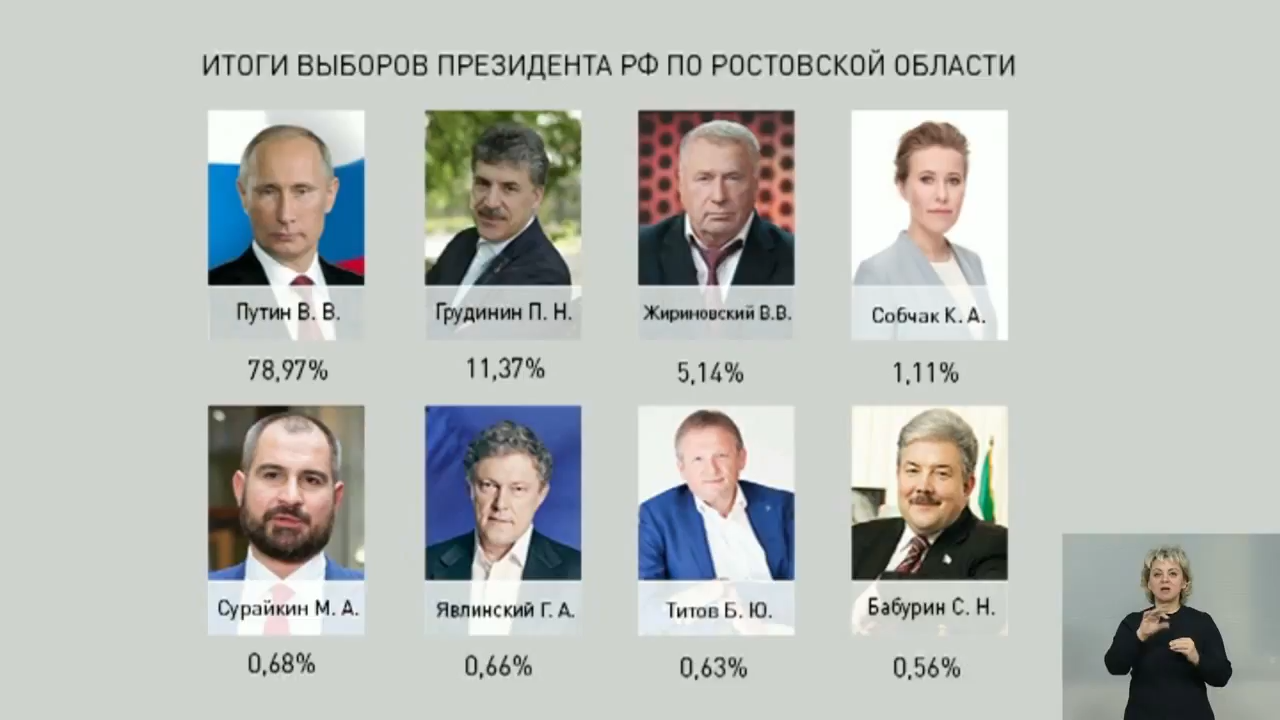 ИТОГИ ВЫБОРОВ ПРЕЗИДЕНТА РФ ПО РОСТОВСКОЙ ОБЛАСТИ
Путин В. В.
Грудинин П. Н.
Жириновский В.В.
Собчак К. А.
78,97%
11,37%
5,14%
1,11%
Сурайкин М. А.
Явлинский Г. А.
Титов Б. Ю.
Бабурин С. Н.
0,68%
0,66%
0,63%
0,56%